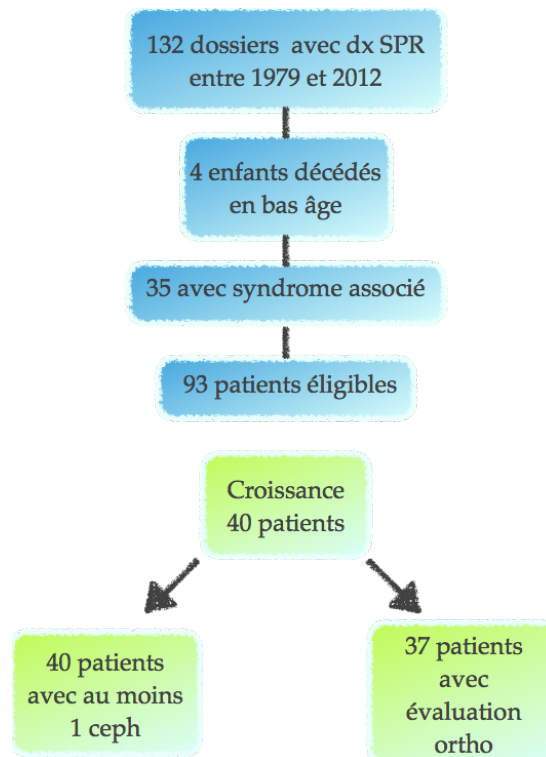 132 dossiers avec dx SPR
entre 1979 et 2012
4 enfants décédés
en bas âge
35 avec syndrome associé
93 patients éligibles
Croissance
40 patients
40 patients
avec au moins
1 ceph
37 patients
avec
évaluation
ortho